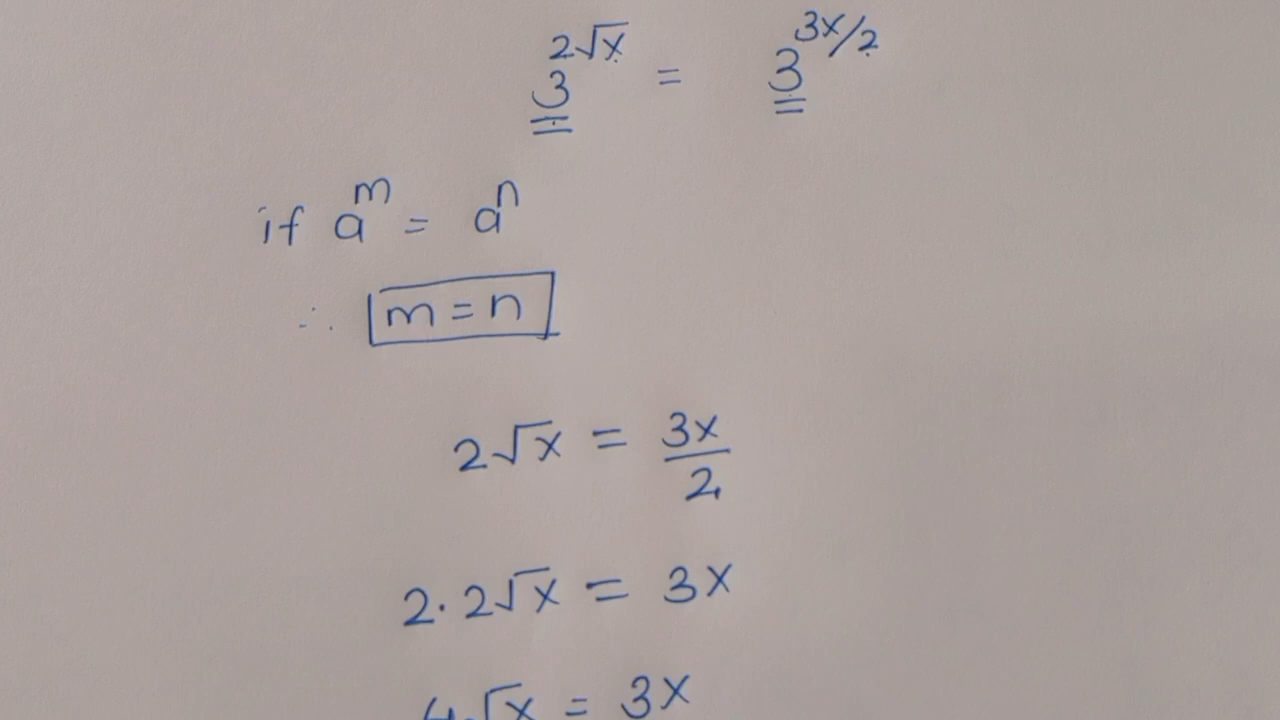 3^(2√x) = 3^(3x/2)
if a^m = a^n
∴ m = n
2√x = 3x/2
2·2√x = 3x
4√x = 3x